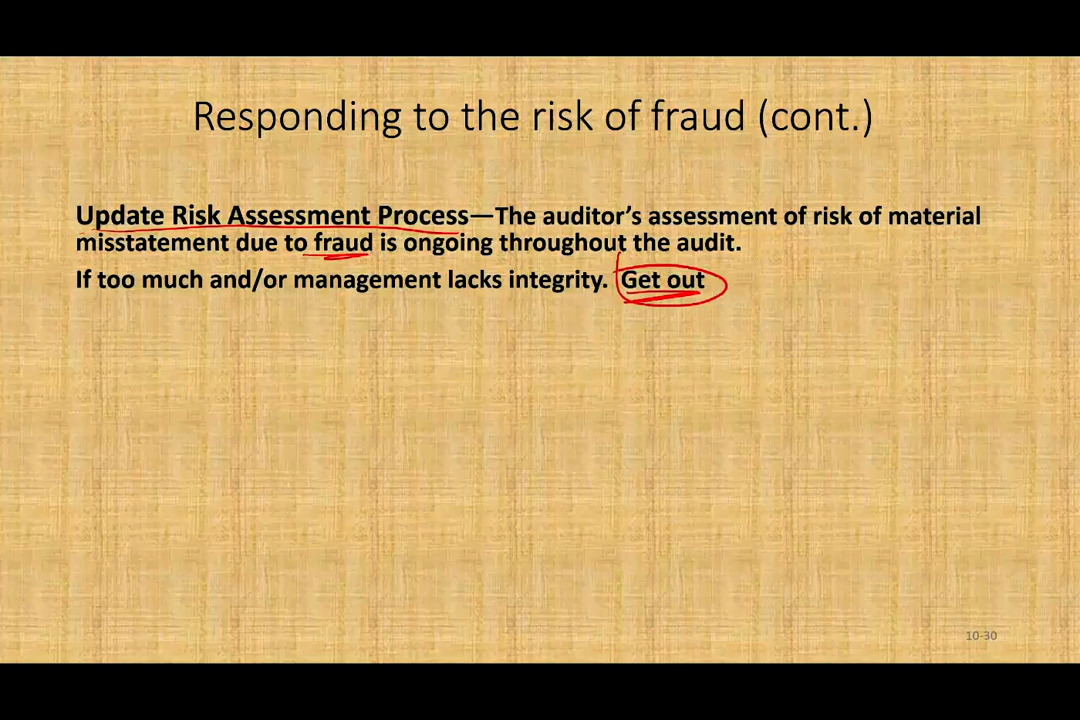 Responding to the risk of fraud (cont.)
Update Risk Assessment Process—The auditor's assessment of risk of material
misstatement due to fraud is ongoing throughout the audit.
If too much and/or management lacks integrity. Get out
10-30